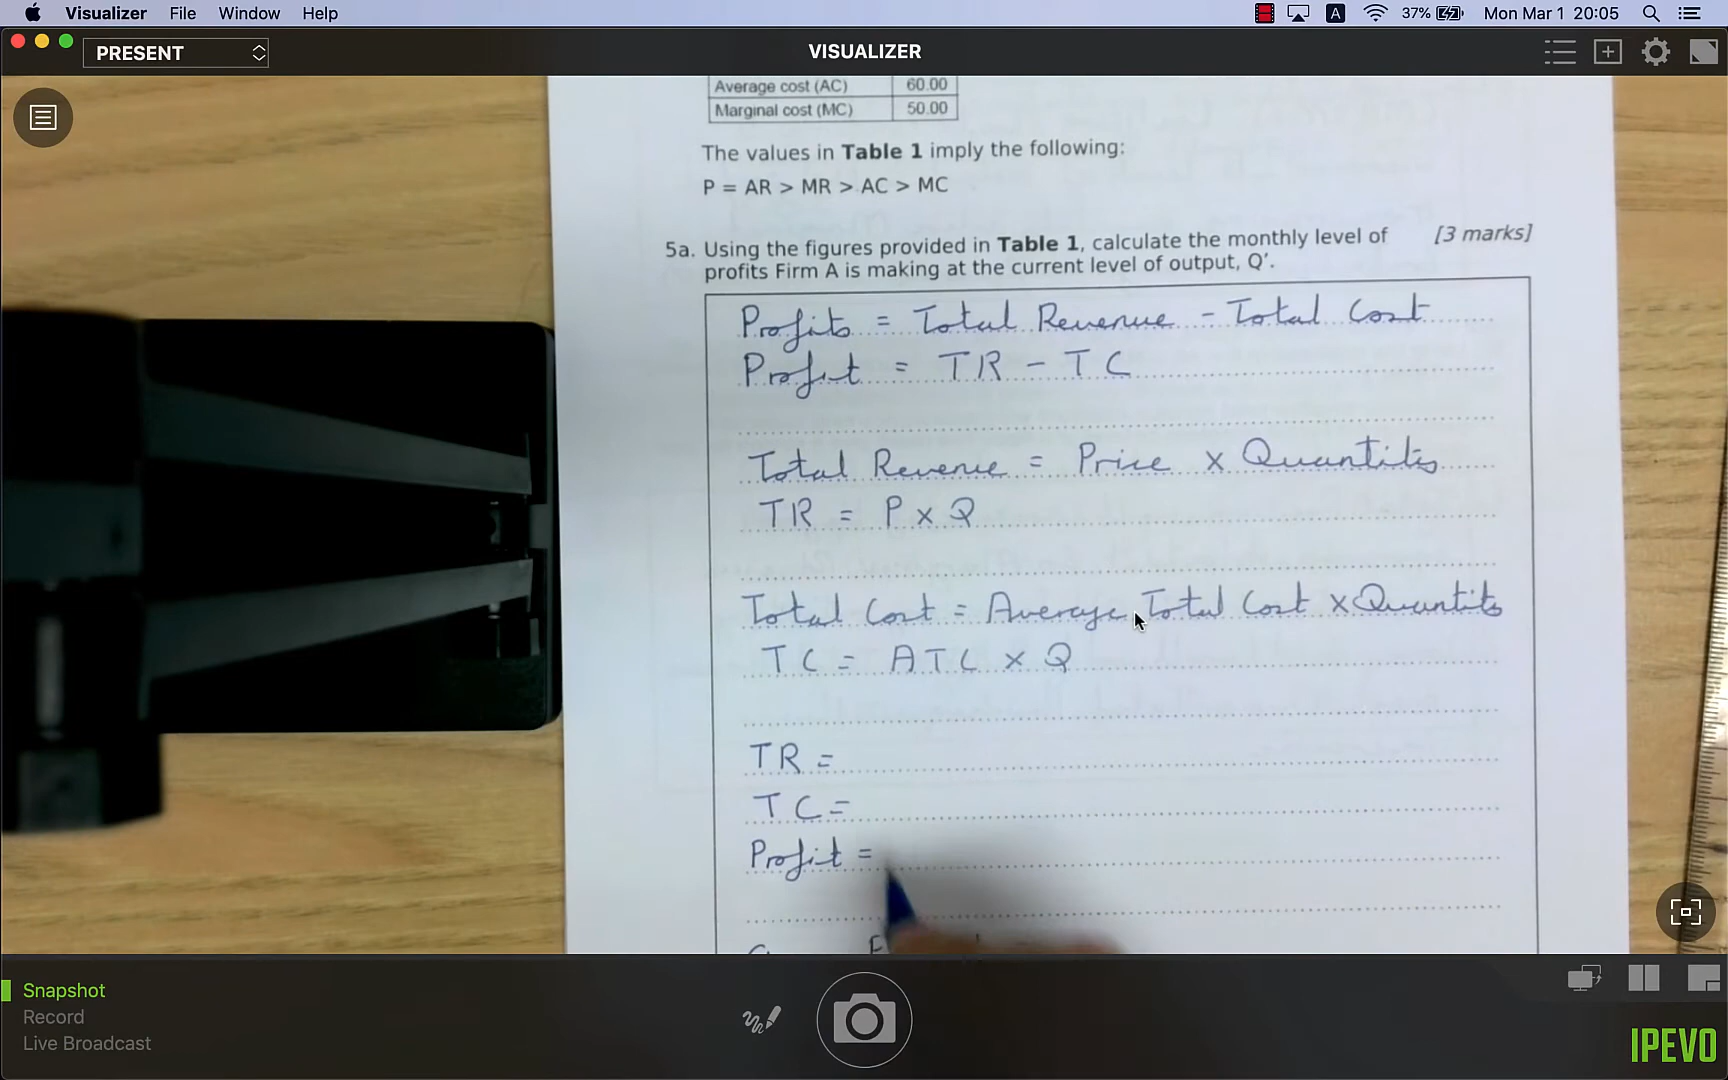 Visualizer File Window Help A 37% Mon Mar 1 20:05
PRESENT VISUALIZER
Average cost (AC) 60.00
Marginal cost (MC) 50.00
The values in Table 1 imply the following:
P = AR > MR > AC > MC
5a. Using the figures provided in Table 1, calculate the monthly level of [3 marks]
profits Firm A is making at the current level of output, Q′.
Profits = Total Revenue - Total Cost
Profit = TR - TC
Total Revenue = Price x Quantity
TR = P x Q
Total Cost = Average Total Cost x Quantity
TC = ATC x Q
TR =
TC =
Profit =
Snapshot
Record
Live Broadcast
IPEVO